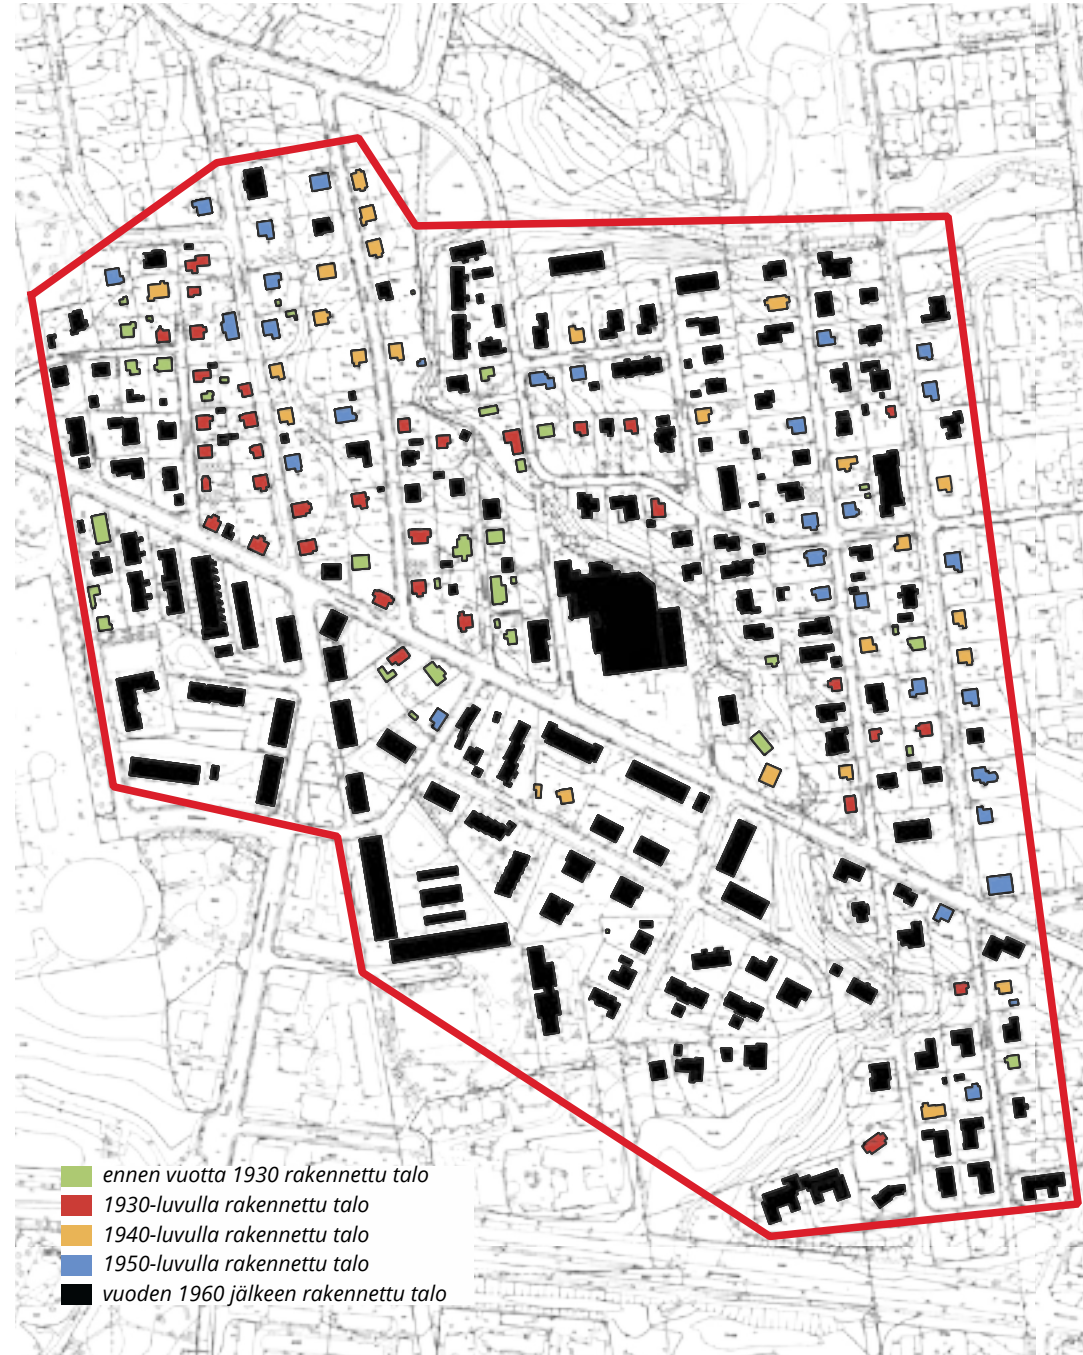 ennen vuotta 1930 rakennettu talo
1930-luvulla rakennettu talo
1940-luvulla rakennettu talo
1950-luvulla rakennettu talo
vuoden 1960 jälkeen rakennettu talo